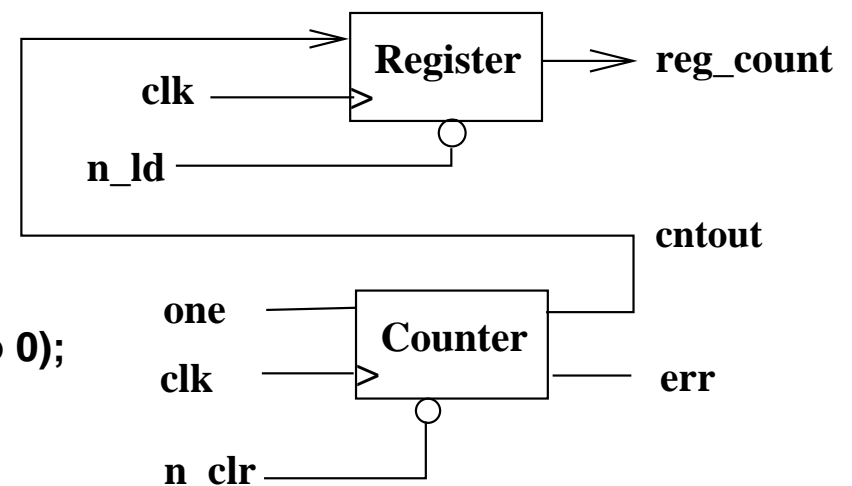 Register
reg_count
clk
n_ld
cntout
one
Counter
0);
clk
err
n_clr